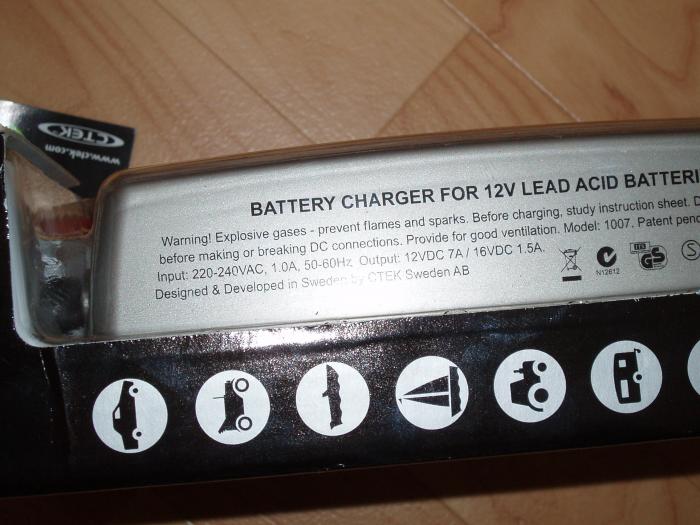 CTEK
www.ctek.com
BATTERY CHARGER FOR 12V LEAD ACID BATTERI
Warning! Explosive gases - prevent flames and sparks. Before charging, study instruction sheet. D
before making or breaking DC connections. Provide for good ventilation. Model: 1007. Patent pend
Input: 220-240VAC, 1.0A, 50-60Hz Output: 12VDC 7A / 16VDC 1.5A.
Designed & Developed in Sweden by CTEK Sweden AB
N12612
GS